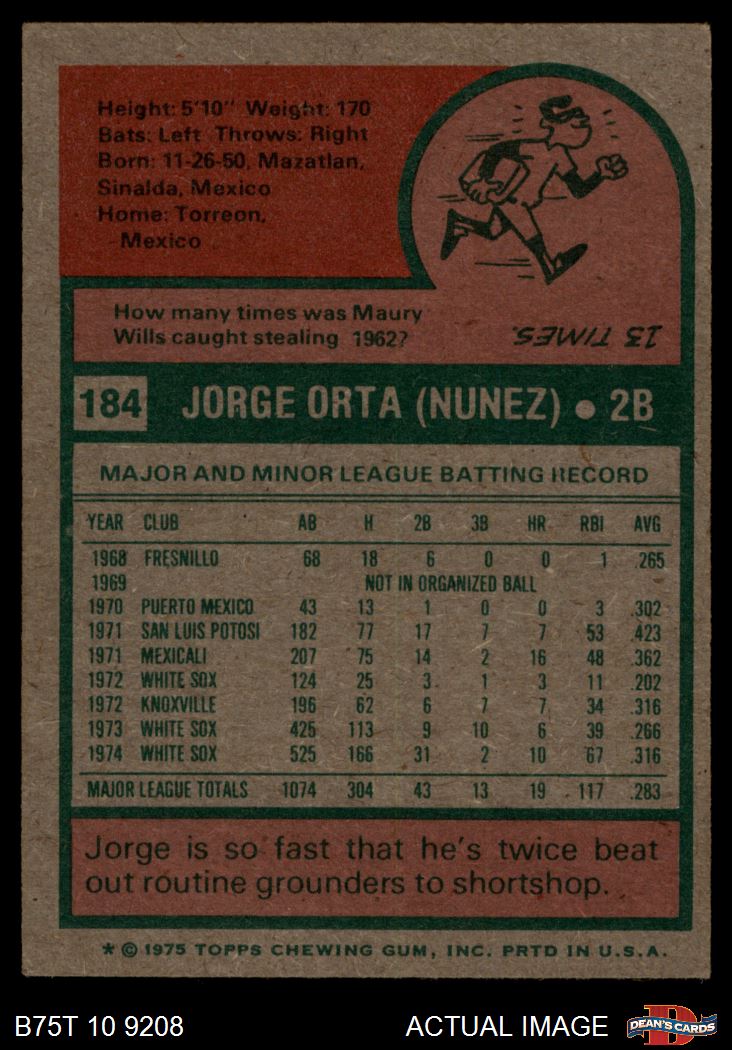 Height: 5'10" Weight: 170
Bats: Left Throws: Right
Born: 11-26-50, Mazatlan,
Sinalda, Mexico
Home: Torreon,
Mexico
How many times was Maury
Wills caught stealing 1962?
13 TIMES.
184 JORGE ORTA (NUNEZ) ● 2B
MAJOR AND MINOR LEAGUE BATTING RECORD
YEAR CLUB AB H 2B 3B HR RBI AVG
1968 FRESNILLO 68 18 6 0 0 1 .265
1969 NOT IN ORGANIZED BALL
1970 PUERTO MEXICO 43 13 1 0 0 3 .302
1971 SAN LUIS POTOSI 182 77 17 7 7 53 .423
1971 MEXICALI 207 75 14 2 16 48 .362
1972 WHITE SOX 124 25 3 1 3 11 .202
1972 KNOXVILLE 196 62 6 7 7 34 .316
1973 WHITE SOX 425 113 9 10 6 39 .266
1974 WHITE SOX 525 166 31 2 10 67 .316
MAJOR LEAGUE TOTALS 1074 304 43 13 19 117 .283
Jorge is so fast that he's twice beat
out routine grounders to shortshop.
* © 1975 TOPPS CHEWING GUM, INC. PRTD IN U.S.A.
B75T 10 9208 ACTUAL IMAGE D DEAN'S CARDS